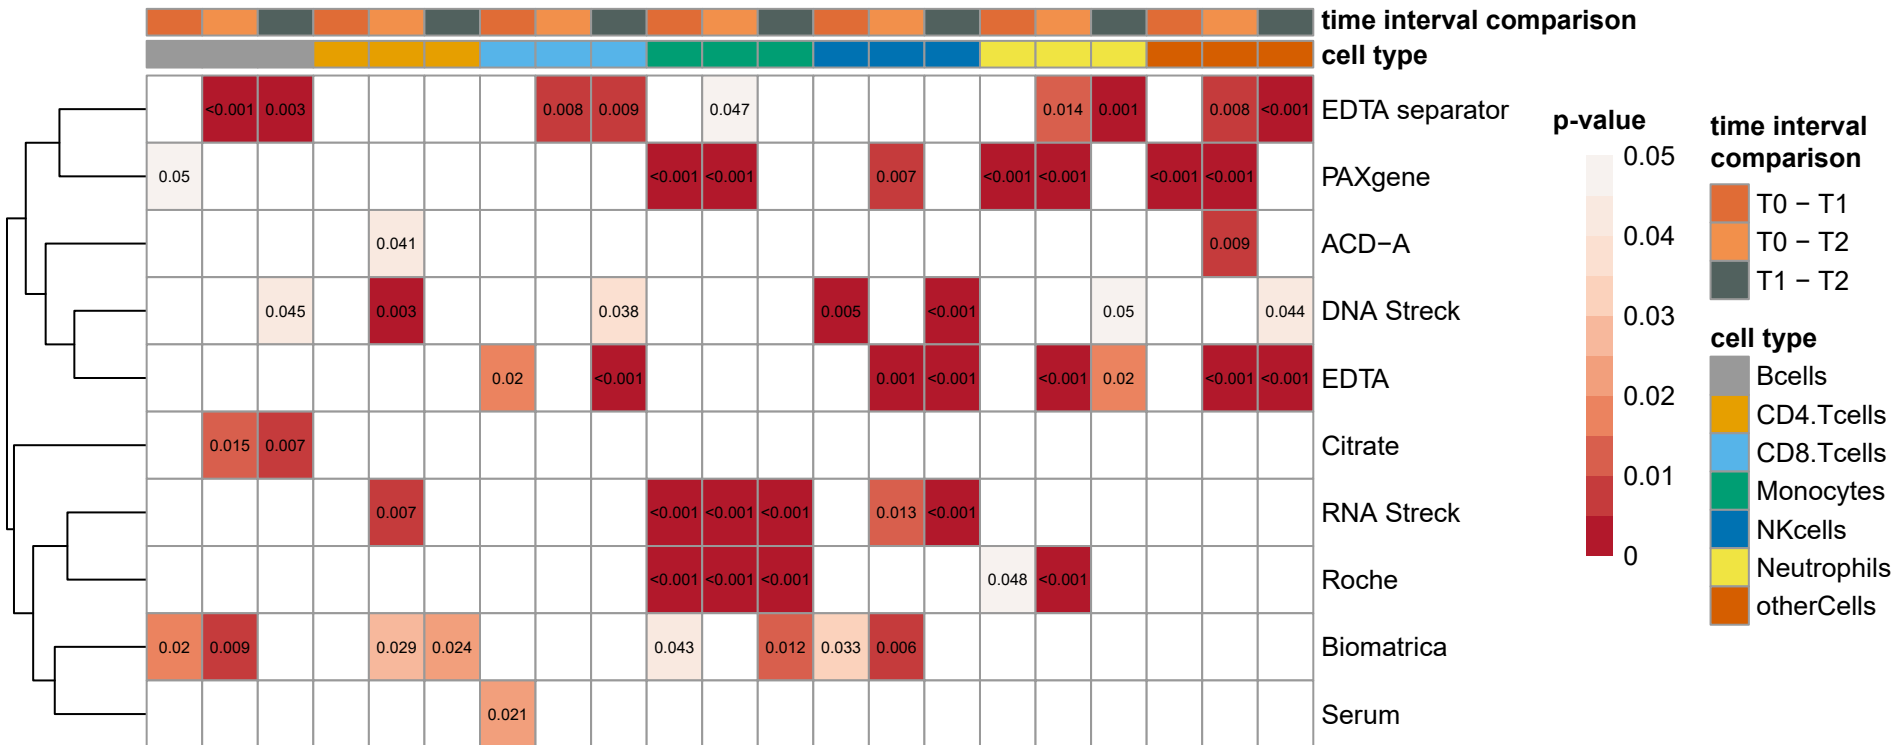 time interval comparison
cell type
<0.001 0.003 0.008 0.009 0.047 0.014 0.001 0.008 <0.001 EDTA separator
0.05 <0.001 <0.001 0.007 <0.001 <0.001 <0.001 <0.001 PAXgene
0.041 0.009 ACD−A
0.045 0.003 0.038 0.005 <0.001 0.05 0.044 DNA Streck
0.02 <0.001 0.001 <0.001 <0.001 0.02 <0.001 <0.001 EDTA
0.015 0.007 Citrate
0.007 <0.001 <0.001 <0.001 0.013 <0.001 RNA Streck
<0.001 <0.001 <0.001 0.048 <0.001 Roche
0.02 0.009 0.029 0.024 0.043 0.012 0.033 0.006 Biomatrica
0.021 Serum
p-value
0.05
0.04
0.03
0.02
0.01
0
time interval
comparison
T0 − T1
T0 − T2
T1 − T2
cell type
Bcells
CD4.Tcells
CD8.Tcells
Monocytes
NKcells
Neutrophils
otherCells